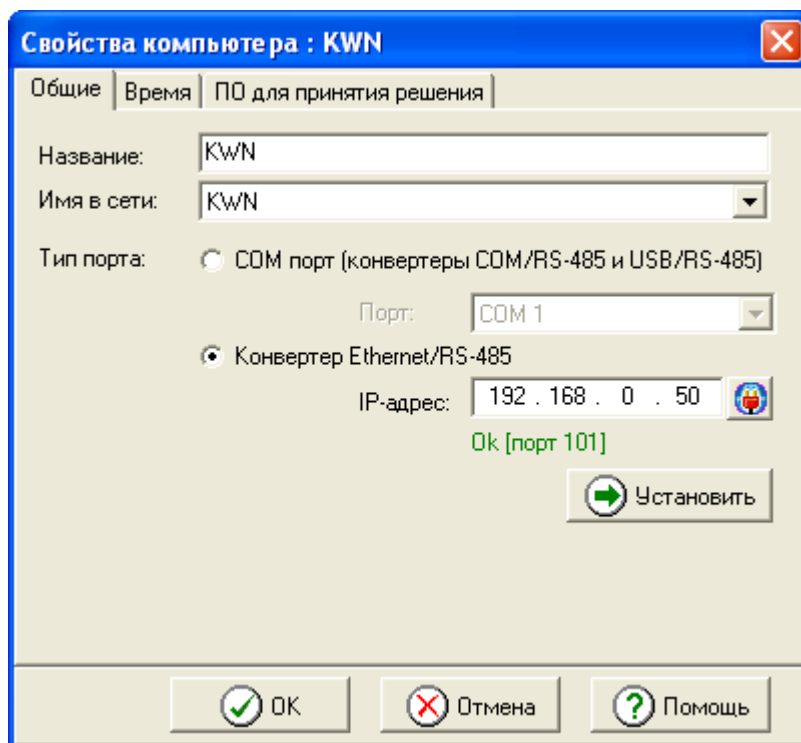 Свойства компьютера : KWN
Общие Время ПО для принятия решения
Название: KWN
Имя в сети: KWN
Тип порта: COM порт (конвертеры COM/RS-485 и USB/RS-485)
Порт: COM 1
Конвертер Ethernet/RS-485
IP-адрес: 192 . 168 . 0 . 50
Ok [порт 101]
Установить
OK Отмена Помощь